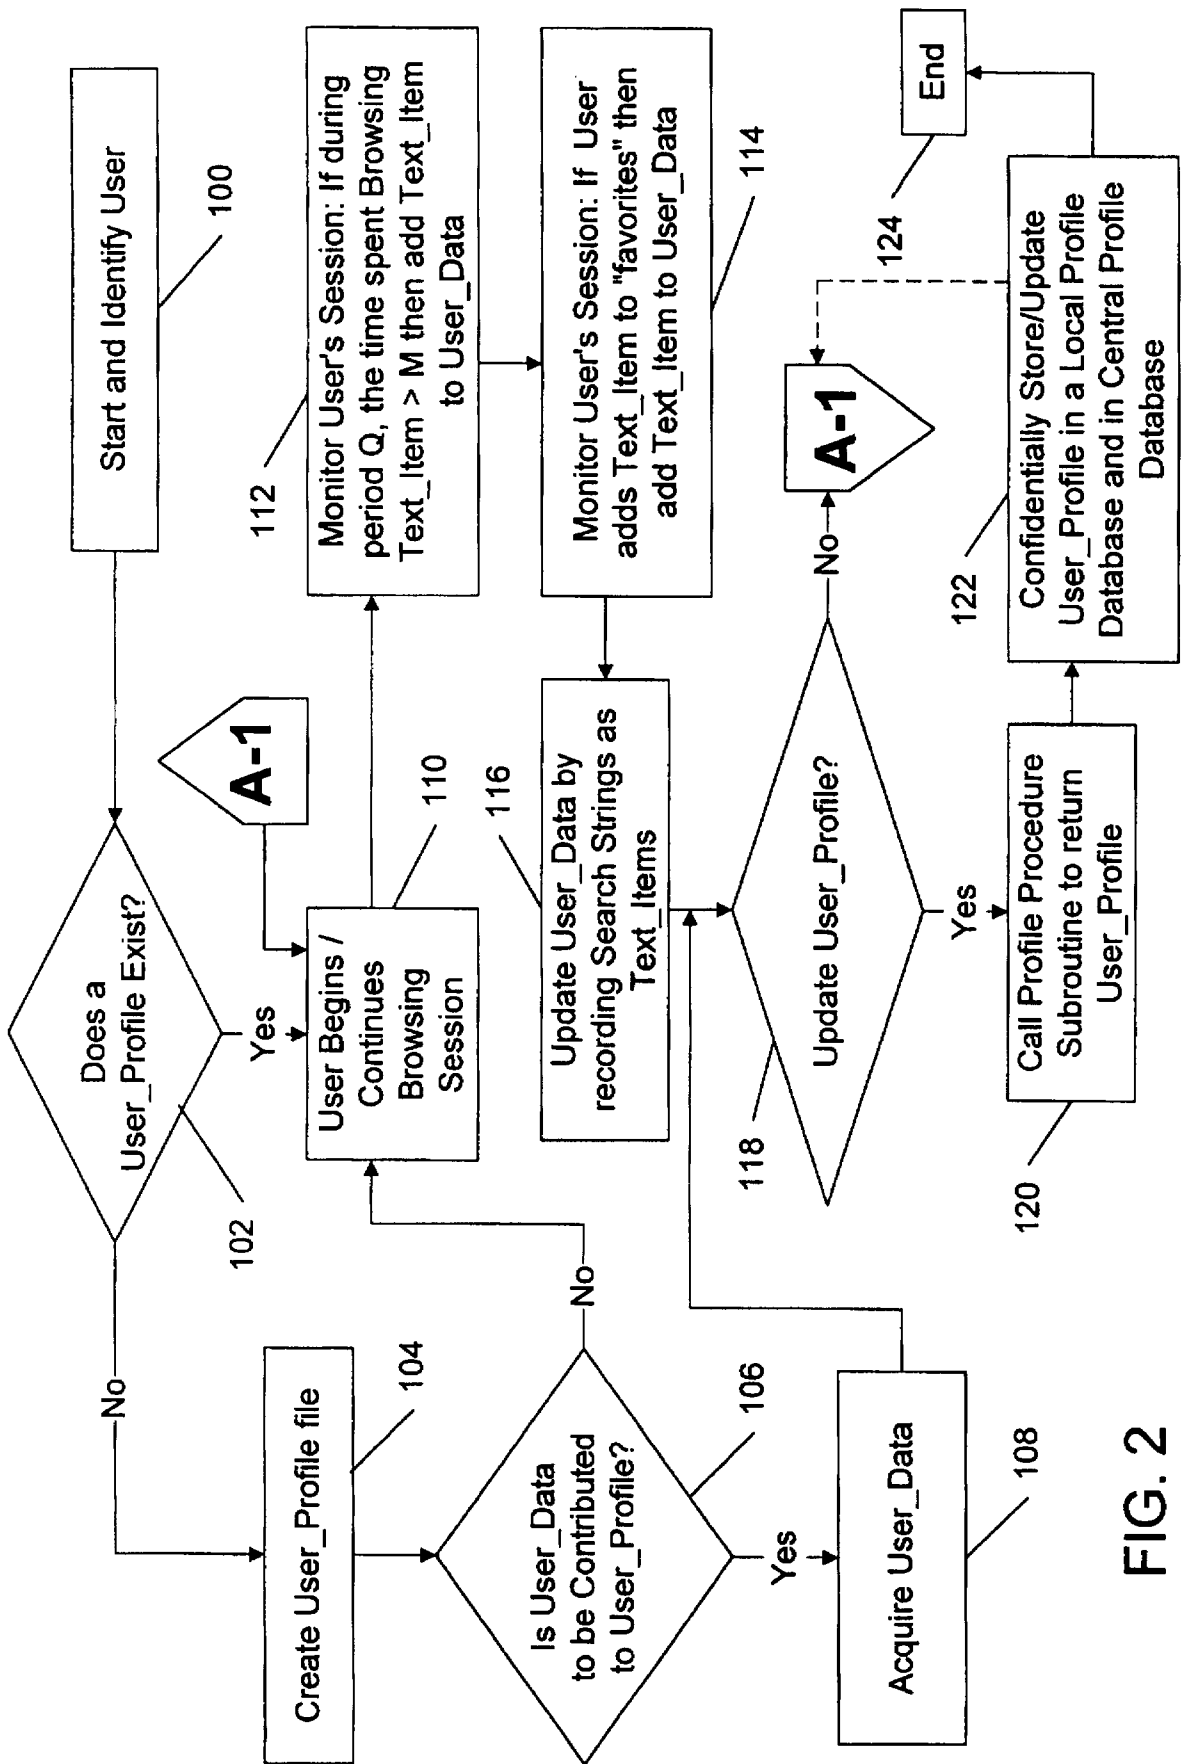 Start and Identify User
100
Does a
User_Profile Exist?
102
No
Yes
Create User_Profile file
104
Is User_Data
to be Contributed
to User_Profile?
106
No
Yes
Acquire User_Data
108
A-1
User Begins /
Continues
Browsing
Session
110
Monitor User's Session: If during
period Q, the time spent Browsing
Text_Item > M then add Text_Item
to User_Data
112
Monitor User's Session: If User
adds Text_Item to "favorites" then
add Text_Item to User_Data
114
Update User_Data by
recording Search Strings as
Text_Items
116
Update User_Profile?
118
No
A-1
Yes
Call Profile Procedure
Subroutine to return
User_Profile
120
Confidentially Store/Update
User_Profile in a Local Profile
Database and in Central Profile
Database
122
End
124
FIG. 2